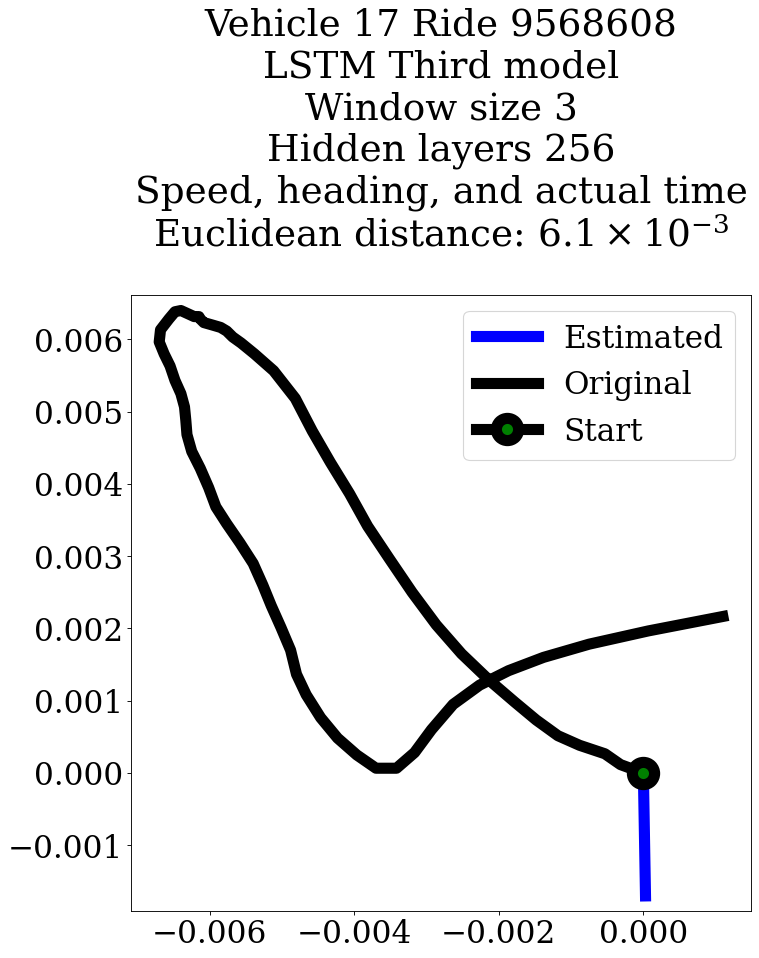 Vehicle 17 Ride 9568608
LSTM Third model
Window size 3
Hidden layers 256
Speed, heading, and actual time
Euclidean distance: 6.1 × 10⁻³
Estimated
Original
Start
0.006
0.005
0.004
0.003
0.002
0.001
0.000
−0.001
−0.006 −0.004 −0.002 0.000